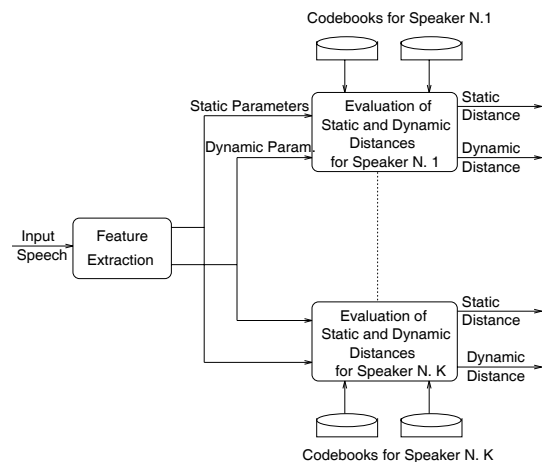 Codebooks for Speaker N.1
Static Parameters
Evaluation of
Static and Dynamic
Distances
for Speaker N. 1
Static
Distance
Dynamic Param.
Dynamic
Distance
Input
Speech
Feature
Extraction
Evaluation of
Static and Dynamic
Distances
for Speaker N. K
Static
Distance
Dynamic
Distance
Codebooks for Speaker N. K